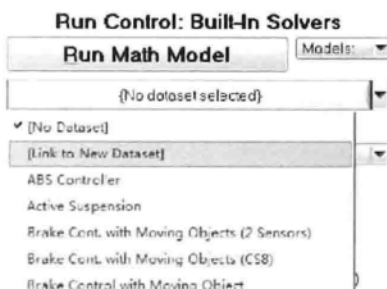 Run Control: Built-In Solvers
Run Math Model
Models:
{No dataset selected}
[No Dataset]
[Link to New Dataset]
ABS Controller
Active Suspension
Brake Cont. with Moving Objects (2 Sensors)
Brake Cont. with Moving Objects (CS8)
Brake Control with Moving Object